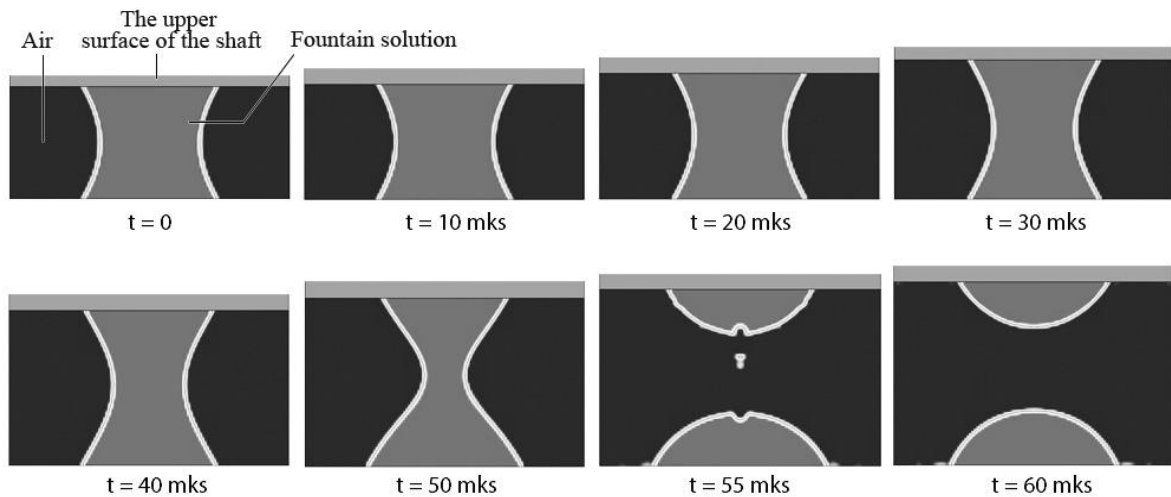 The upper
surface of the shaft
Air
Fountain solution
t = 0
t = 10 mks
t = 20 mks
t = 30 mks
t = 40 mks
t = 50 mks
t = 55 mks
t = 60 mks